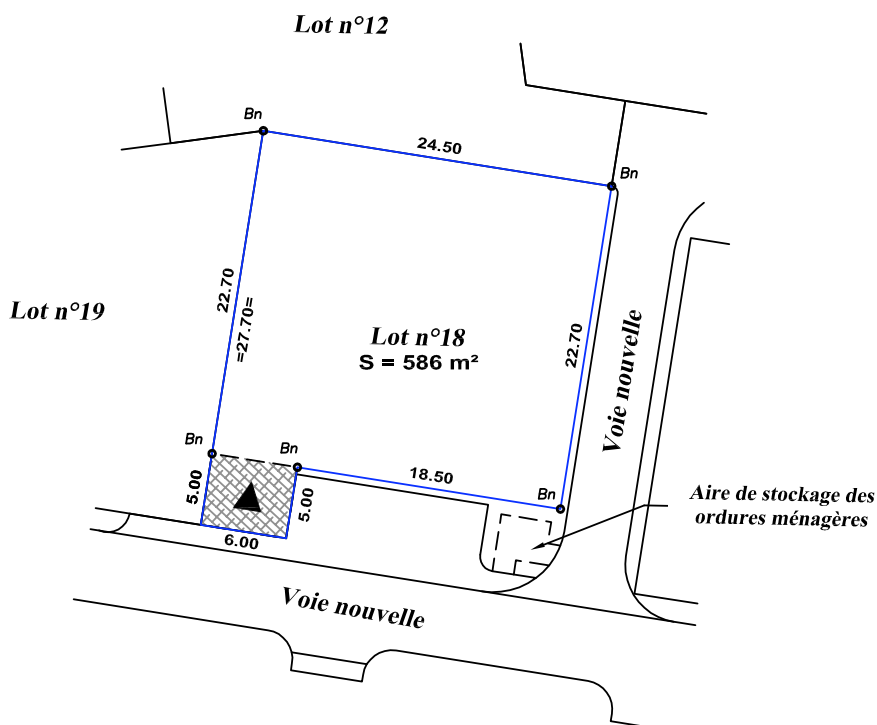 Lot n°12
Bn
24.50
Bn
22.70
=27.70=
Lot n°19
Lot n°18
S = 586 m²
22.70
Voie nouvelle
Bn
Bn
18.50
Bn
5.00
5.00
6.00
Aire de stockage des
ordures ménagères
Voie nouvelle